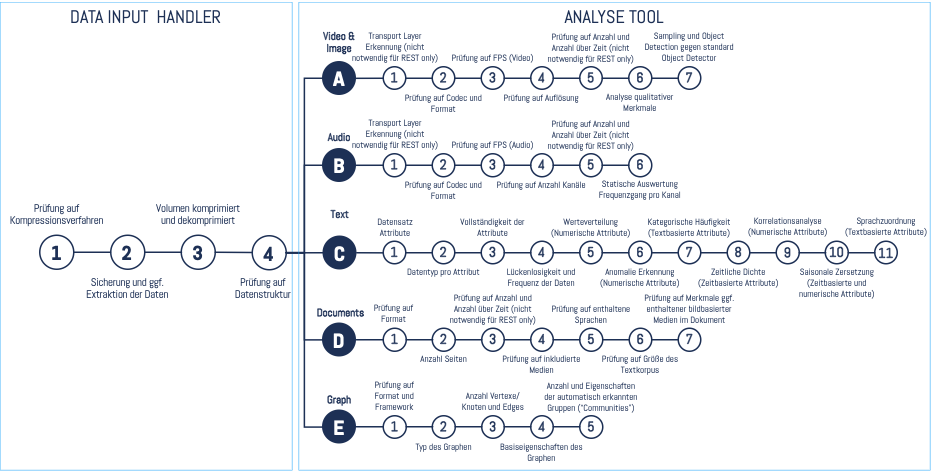 DATA INPUT HANDLER
Prüfung auf
Kompressionsverfahren
1
2
Sicherung und ggf.
Extraktion der Daten
Volumen komprimiert
und dekomprimiert
3
4
Prüfung auf
Datenstruktur
ANALYSE TOOL
Video &
Image
A
Transport Layer
Erkennung (nicht
notwendig für REST only)
1
2
Prüfung auf Codec und
Format
Prüfung auf FPS (Video)
3
4
Prüfung auf Auflösung
Prüfung auf Anzahl und
Anzahl über Zeit (nicht
notwendig für REST only)
5
6
Analyse qualitativer
Merkmale
Sampling und Object
Detection gegen standard
Object Detector
7
Audio
B
Transport Layer
Erkennung (nicht
notwendig für REST only)
1
2
Prüfung auf Codec und
Format
Prüfung auf FPS (Audio)
3
4
Prüfung auf Anzahl Kanäle
Prüfung auf Anzahl und
Anzahl über Zeit (nicht
notwendig für REST only)
5
6
Statische Auswertung
Frequenzgang pro Kanal
Text
C
Datensatz
Attribute
1
2
Datentyp pro Attribut
Vollständigkeit der
Attribute
3
4
Lückenlosigkeit und
Frequenz der Daten
Werteverteilung
(Numerische Attribute)
5
6
Anomalie Erkennung
(Numerische Attribute)
Kategorische Häufigkeit
(Textbasierte Attribute)
7
8
Zeitliche Dichte
(Zeitbasierte Attribute)
Korrelationsanalyse
(Numerische Attribute)
9
10
Saisonale Zersetzung
(Zeitbasierte und
numerische Attribute)
Sprachzuordnung
(Textbasierte Attribute)
11
Documents
D
Prüfung auf
Format
1
2
Anzahl Seiten
Prüfung auf Anzahl und
Anzahl über Zeit (nicht
notwendig für REST only)
3
4
Prüfung auf inkludierte
Medien
Prüfung auf enthaltene
Sprachen
5
6
Prüfung auf Größe des
Textkorpus
Prüfung auf Merkmale ggf.
enthaltener bildbasierter
Medien im Dokument
7
Graph
E
Prüfung auf
Format und
Framework
1
2
Typ des Graphen
Anzahl Vertexe/
Knoten und Edges
3
4
Basiseigenschaften des
Graphen
Anzahl und Eigenschaften
der automatisch erkannten
Gruppen ("Communities")
5